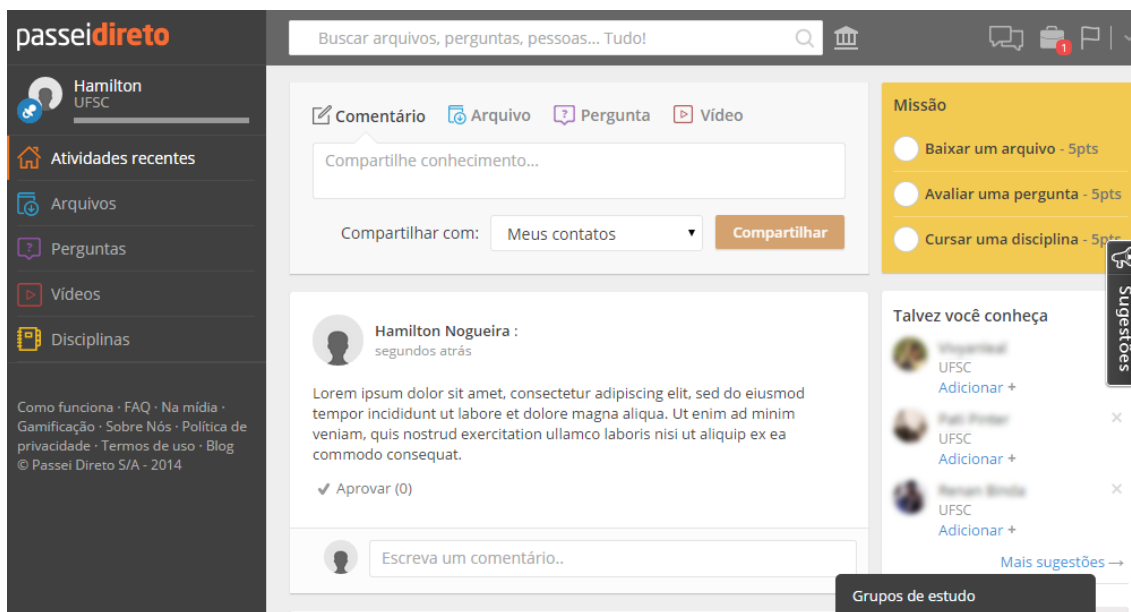 passeidireto
Buscar arquivos, perguntas, pessoas... Tudo!
1
Hamilton
UFSC
Atividades recentes
Arquivos
Perguntas
Vídeos
Disciplinas
Como funciona · FAQ · Na mídia ·
Gamificação · Sobre Nós · Política de
privacidade · Termos de uso · Blog
© Passei Direto S/A - 2014
Comentário Arquivo Pergunta Vídeo
Compartilhe conhecimento...
Compartilhar com: Meus contatos Compartilhar
Hamilton Nogueira :
segundos atrás
Lorem ipsum dolor sit amet, consectetur adipiscing elit, sed do eiusmod
tempor incididunt ut labore et dolore magna aliqua. Ut enim ad minim
veniam, quis nostrud exercitation ullamco laboris nisi ut aliquip ex ea
commodo consequat.
Aprovar (0)
Escreva um comentário..
Missão
Baixar um arquivo - 5pts
Avaliar uma pergunta - 5pts
Cursar uma disciplina - 5pts
Sugestões
Talvez você conheça
UFSC
Adicionar +
UFSC
Adicionar +
UFSC
Adicionar +
Mais sugestões →
Grupos de estudo